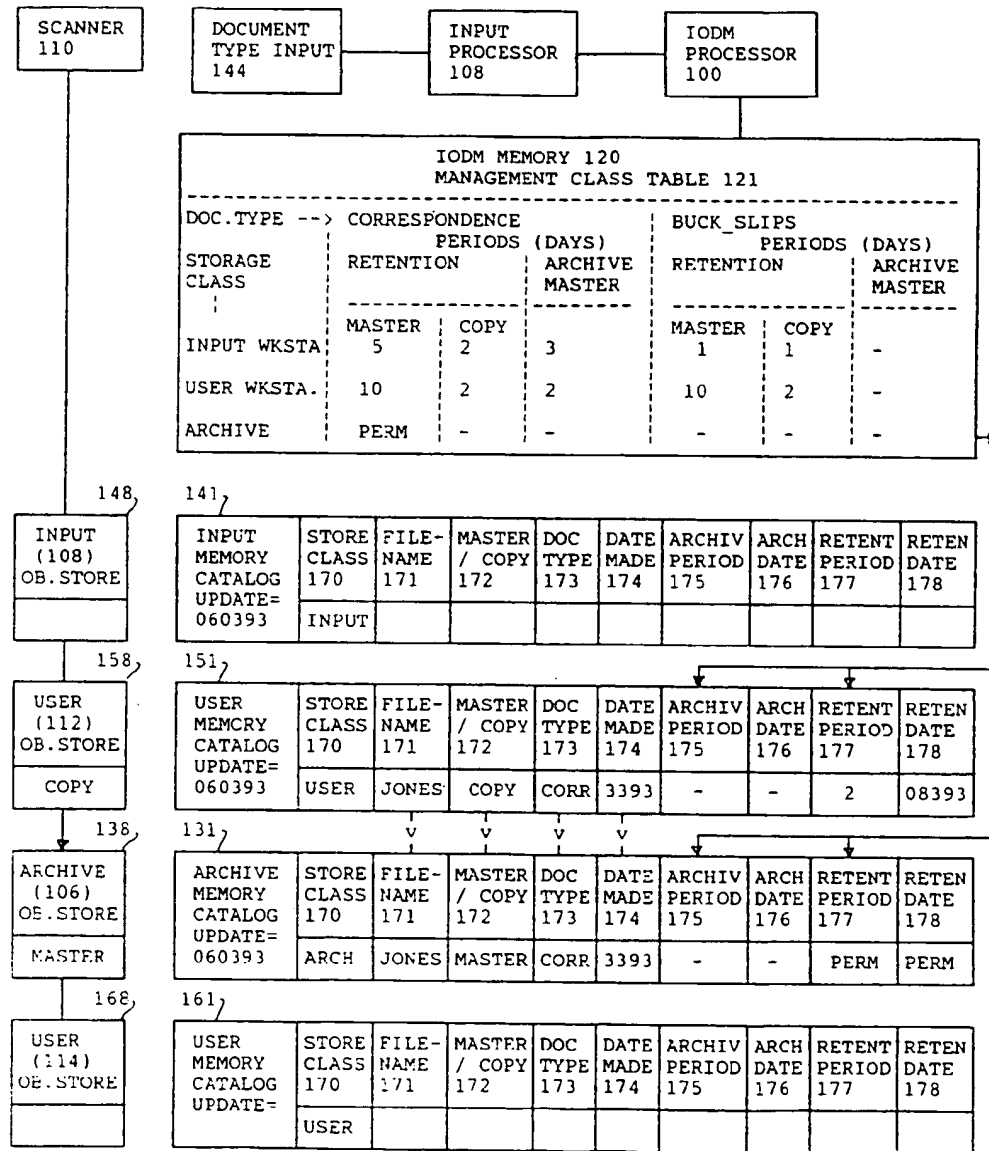 SCANNER
110
DOCUMENT
TYPE INPUT
144
INPUT
PROCESSOR
108
IODM
PROCESSOR
100
IODM MEMORY 120
MANAGEMENT CLASS TABLE 121
DOC.TYPE --> CORRESPONDENCE BUCK_SLIPS
PERIODS (DAYS) PERIODS (DAYS)
STORAGE RETENTION ARCHIVE RETENTION ARCHIVE
CLASS MASTER MASTER
MASTER COPY MASTER COPY
INPUT WKSTA 5 2 3 1 1 -
USER WKSTA. 10 2 2 10 2 -
ARCHIVE PERM - - - - -
148 141
INPUT
(108)
OB.STORE
INPUT STORE FILE- MASTER DOC DATE ARCHIV ARCH RETENT RETEN
MEMORY CLASS NAME / COPY TYPE MADE PERIOD DATE PERIOD DATE
CATALOG 170 171 172 173 174 175 176 177 178
UPDATE=
060393 INPUT
158 151
USER
(112)
OB.STORE
COPY
USER STORE FILE- MASTER DOC DATE ARCHIV ARCH RETENT RETEN
MEMCRY CLASS NAME / COPY TYPE MADE PERIOD DATE PERIOD DATE
CATALOG 170 171 172 173 174 175 176 177 178
UPDATE=
060393 USER JONES COPY CORR 3393 - - 2 08393
138 131
ARCHIVE
(106)
OB.STORE
MASTER
ARCHIVE STORE FILE- MASTER DOC DATE ARCHIV ARCH RETENT RETEN
MEMORY CLASS NAME / COPY TYPE MADE PERIOD DATE PERIOD DATE
CATALOG 170 171 172 173 174 175 176 177 178
UPDATE=
060393 ARCH JONES MASTER CORR 3393 - - PERM PERM
168 161
USER
(114)
OB.STORE
USER STORE FILE- MASTER DOC DATE ARCHIV ARCH RETENT RETEN
MEMORY CLASS NAME / COPY TYPE MADE PERIOD DATE PERIOD DATE
CATALOG 170 171 172 173 174 175 176 177 178
UPDATE=
USER